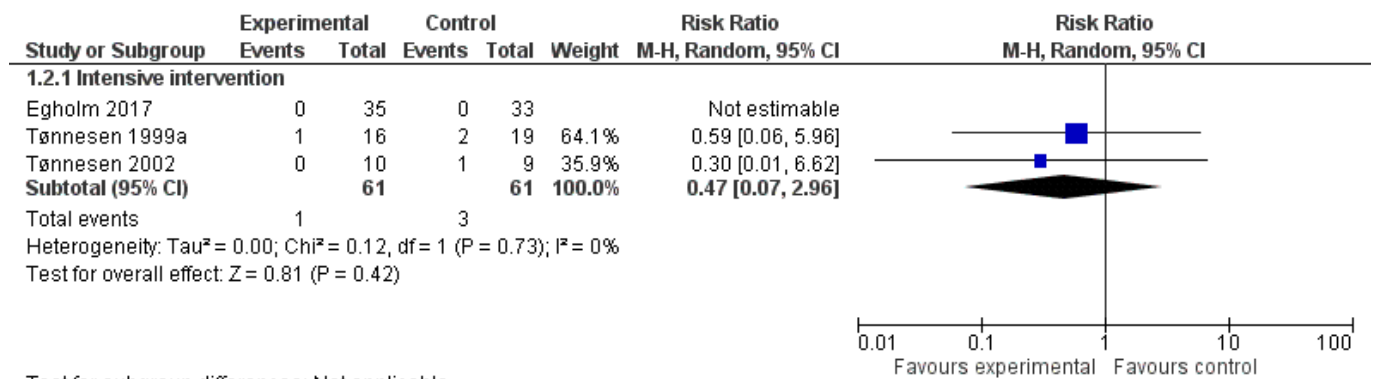 Experimental Control Risk Ratio Risk Ratio
Study or Subgroup Events Total Events Total Weight M-H, Random, 95% CI M-H, Random, 95% CI
1.2.1 Intensive intervention
Egholm 2017 0 35 0 33 Not estimable
Tønnesen 1999a 1 16 2 19 64.1% 0.59 [0.06, 5.96]
Tønnesen 2002 0 10 1 9 35.9% 0.30 [0.01, 6.62]
Subtotal (95% CI) 61 61 100.0% 0.47 [0.07, 2.96]
Total events 1 3
Heterogeneity: Tau² = 0.00; Chi² = 0.12, df = 1 (P = 0.73); I² = 0%
Test for overall effect: Z = 0.81 (P = 0.42)
0.01 0.1 1 10 100
Favours experimental Favours control